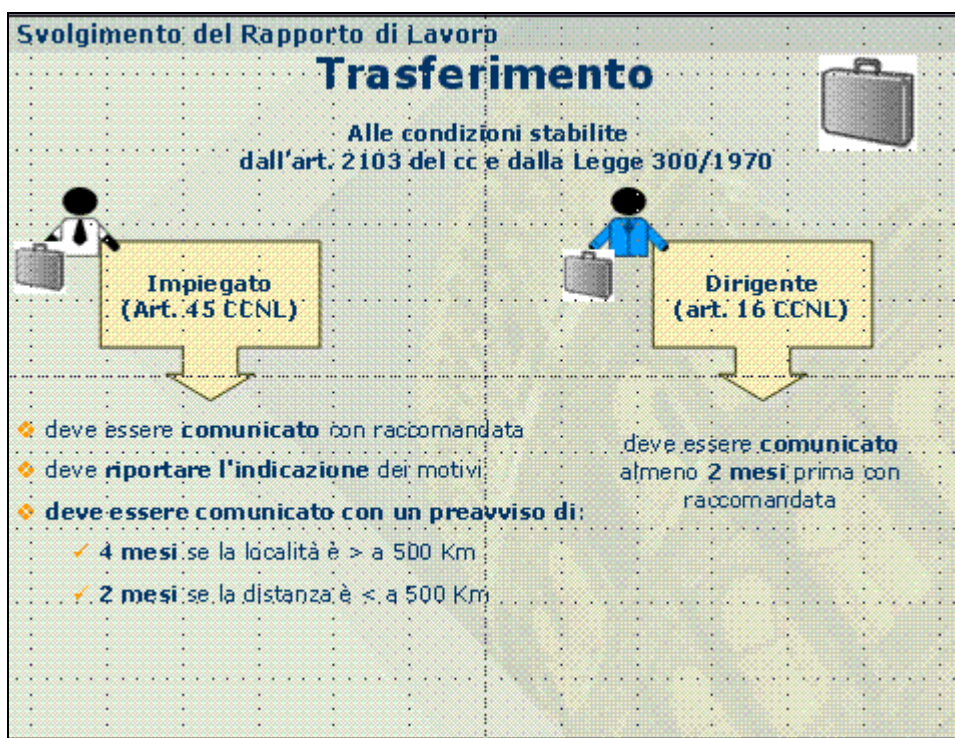 Svolgimento del Rapporto di Lavoro
Trasferimento
Alle condizioni stabilite
dall'art. 2103 del cc e dalla Legge 300/1970
Impiegato
(Art. 45 CCNL)
deve essere comunicato con raccomandata
deve riportare l'indicazione dei motivi
deve essere comunicato con un preavviso di:
✓ 4 mesi se la località è > a 500 Km
✓ 2 mesi se la distanza è < a 500 Km
Dirigente
(art. 16 CCNL)
deve essere comunicato
almeno 2 mesi prima con
raccomandata